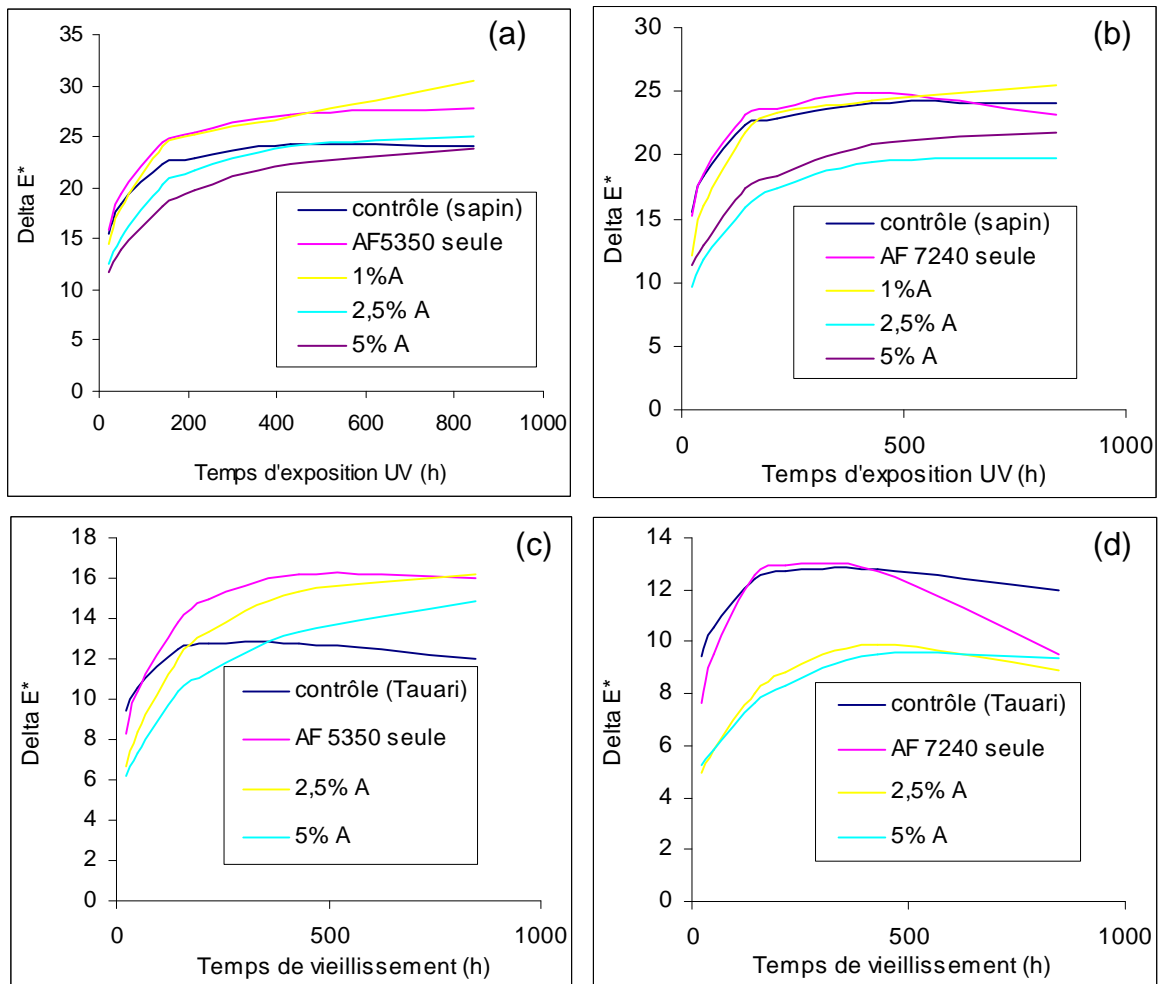 (a)
Delta E*
35
30
25
20
15
10
5
0
contrôle (sapin)
AF5350 seule
1%A
2,5% A
5% A
0 200 400 600 800 1000
Temps d'exposition UV (h)
(b)
Delta E*
30
25
20
15
10
5
0
contrôle (sapin)
AF 7240 seule
1%A
2,5% A
5% A
0 500 1000
Temps d'exposition UV (h)
(c)
Delta E*
18
16
14
12
10
8
6
4
2
0
contrôle (Tauari)
AF 5350 seule
2,5% A
5% A
0 500 1000
Temps de vieillissement (h)
(d)
Delta E*
14
12
10
8
6
4
2
0
contrôle (Tauari)
AF 7240 seule
2,5% A
5% A
0 500 1000
Temps de vieillissement (h)